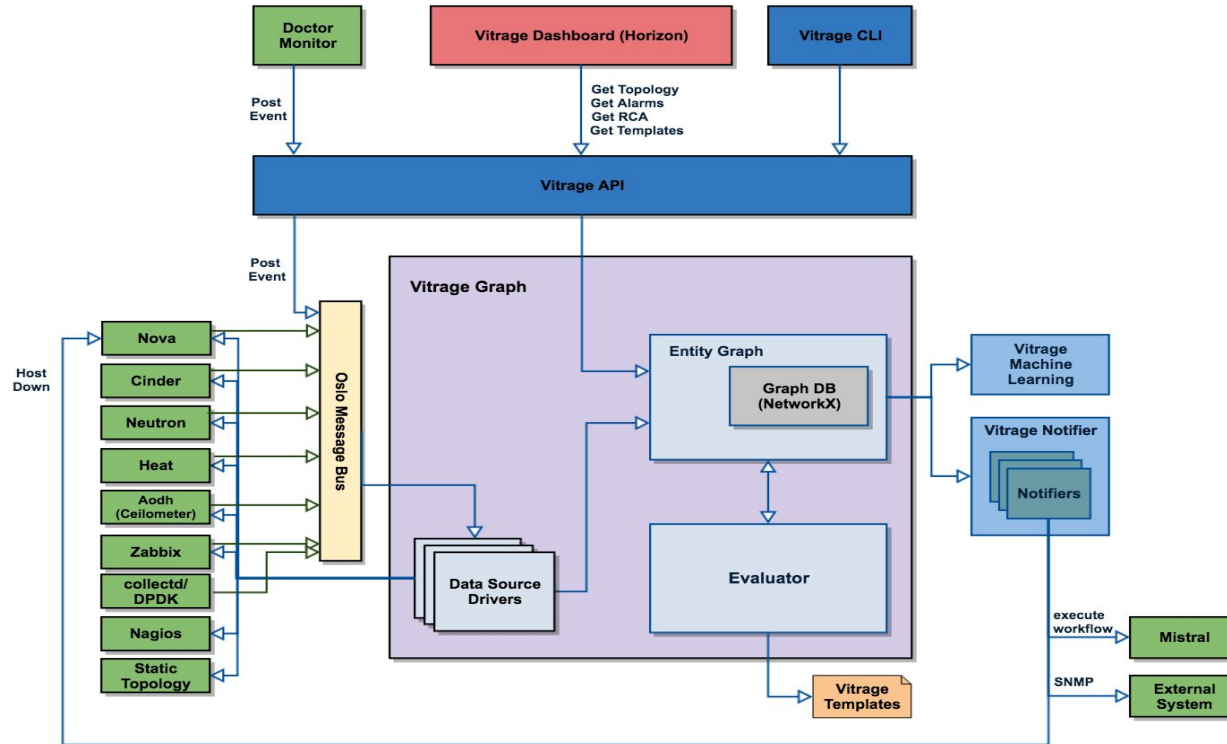 Doctor
Monitor
Vitrage Dashboard (Horizon)
Vitrage CLI
Post
Event
Get Topology
Get Alarms
Get RCA
Get Templates
Vitrage API
Post
Event
Vitrage Graph
Host
Down
Nova
Cinder
Neutron
Heat
Aodh
(Ceilometer)
Zabbix
collectd/
DPDK
Nagios
Static
Topology
Oslo Message Bus
Entity Graph
Graph DB
(NetworkX)
Data Source
Drivers
Evaluator
Vitrage
Templates
Vitrage
Machine
Learning
Vitrage Notifier
Notifiers
execute
workflow
Mistral
SNMP
External
System